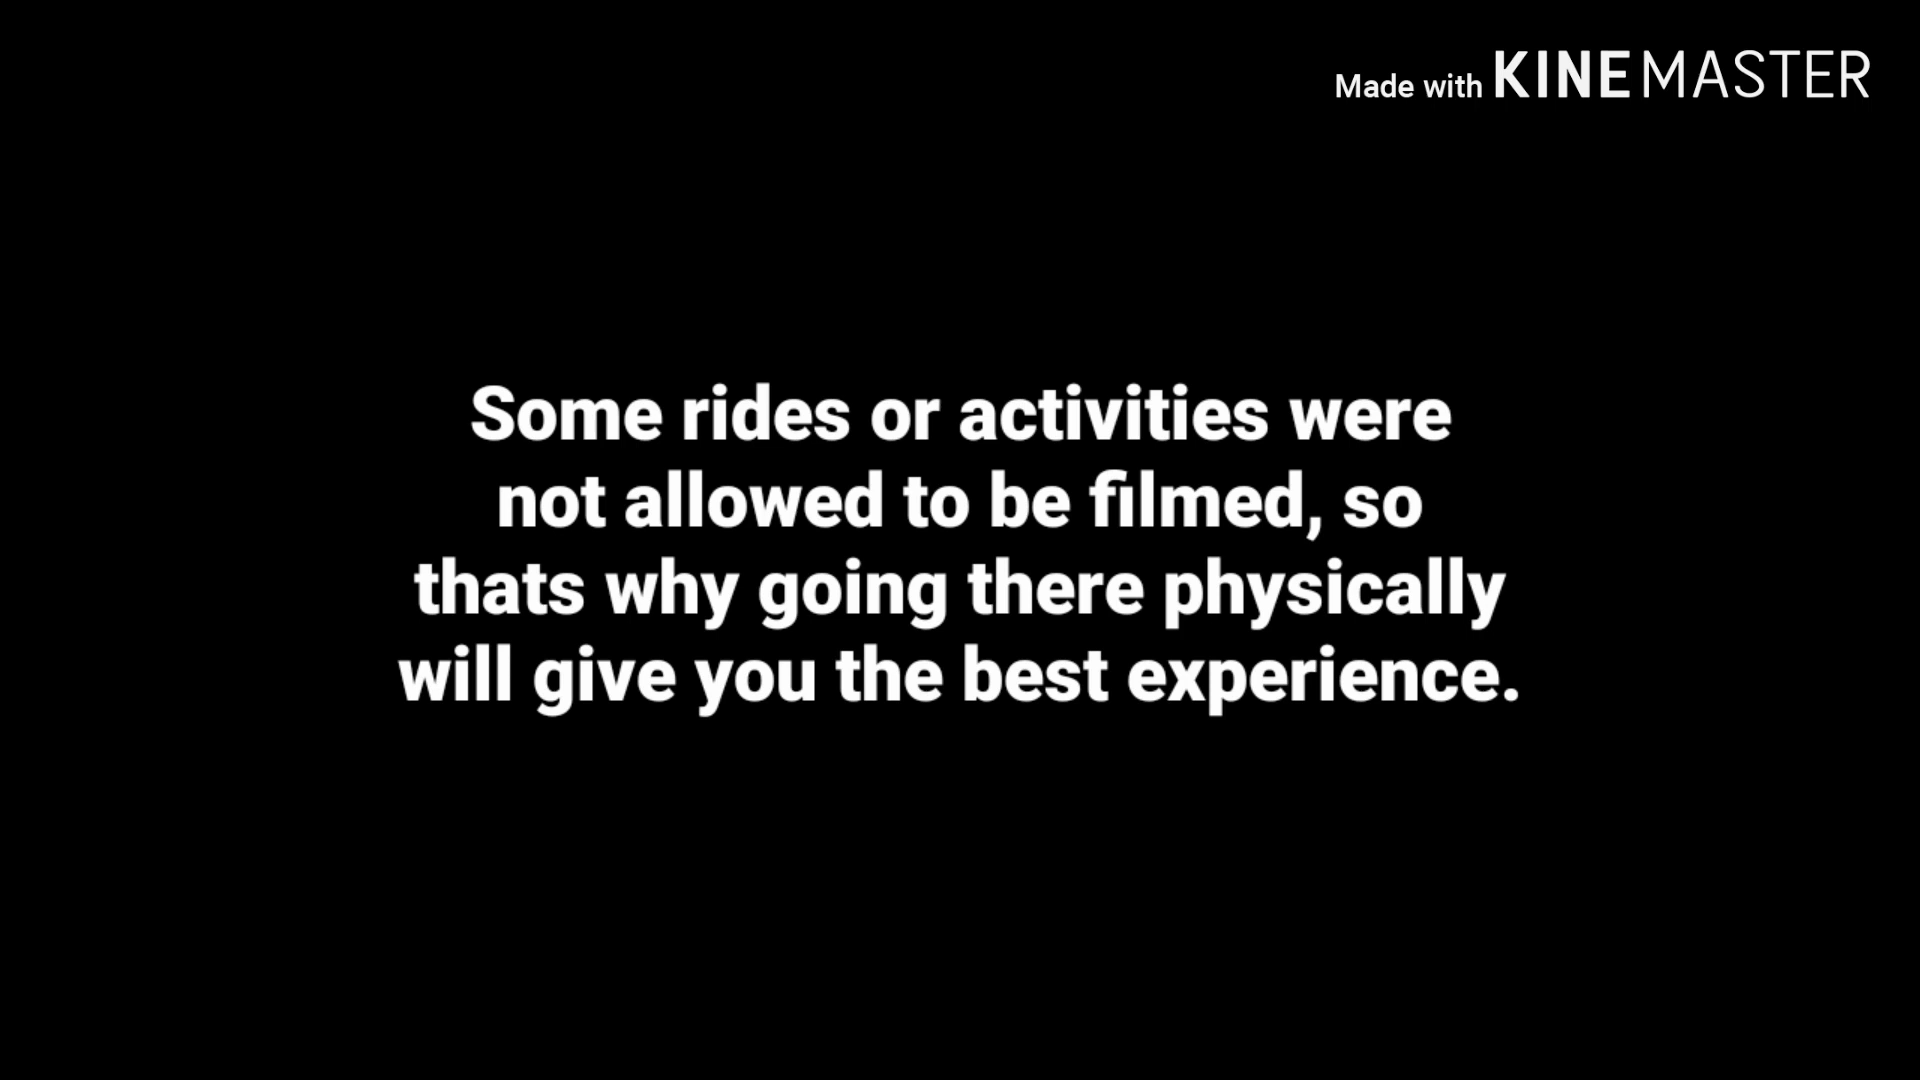 Made with KINEMASTER
Some rides or activities were
not allowed to be filmed, so
thats why going there physically
will give you the best experience.